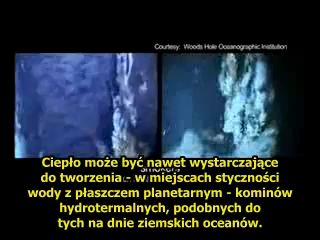 Courtesy: Woods Hole Oceanographic Institution
Ciepło może być nawet wystarczające
do tworzenia - w miejscach styczności
wody z płaszczem planetarnym - kominów
hydrotermalnych, podobnych do
tych na dnie ziemskich oceanów.